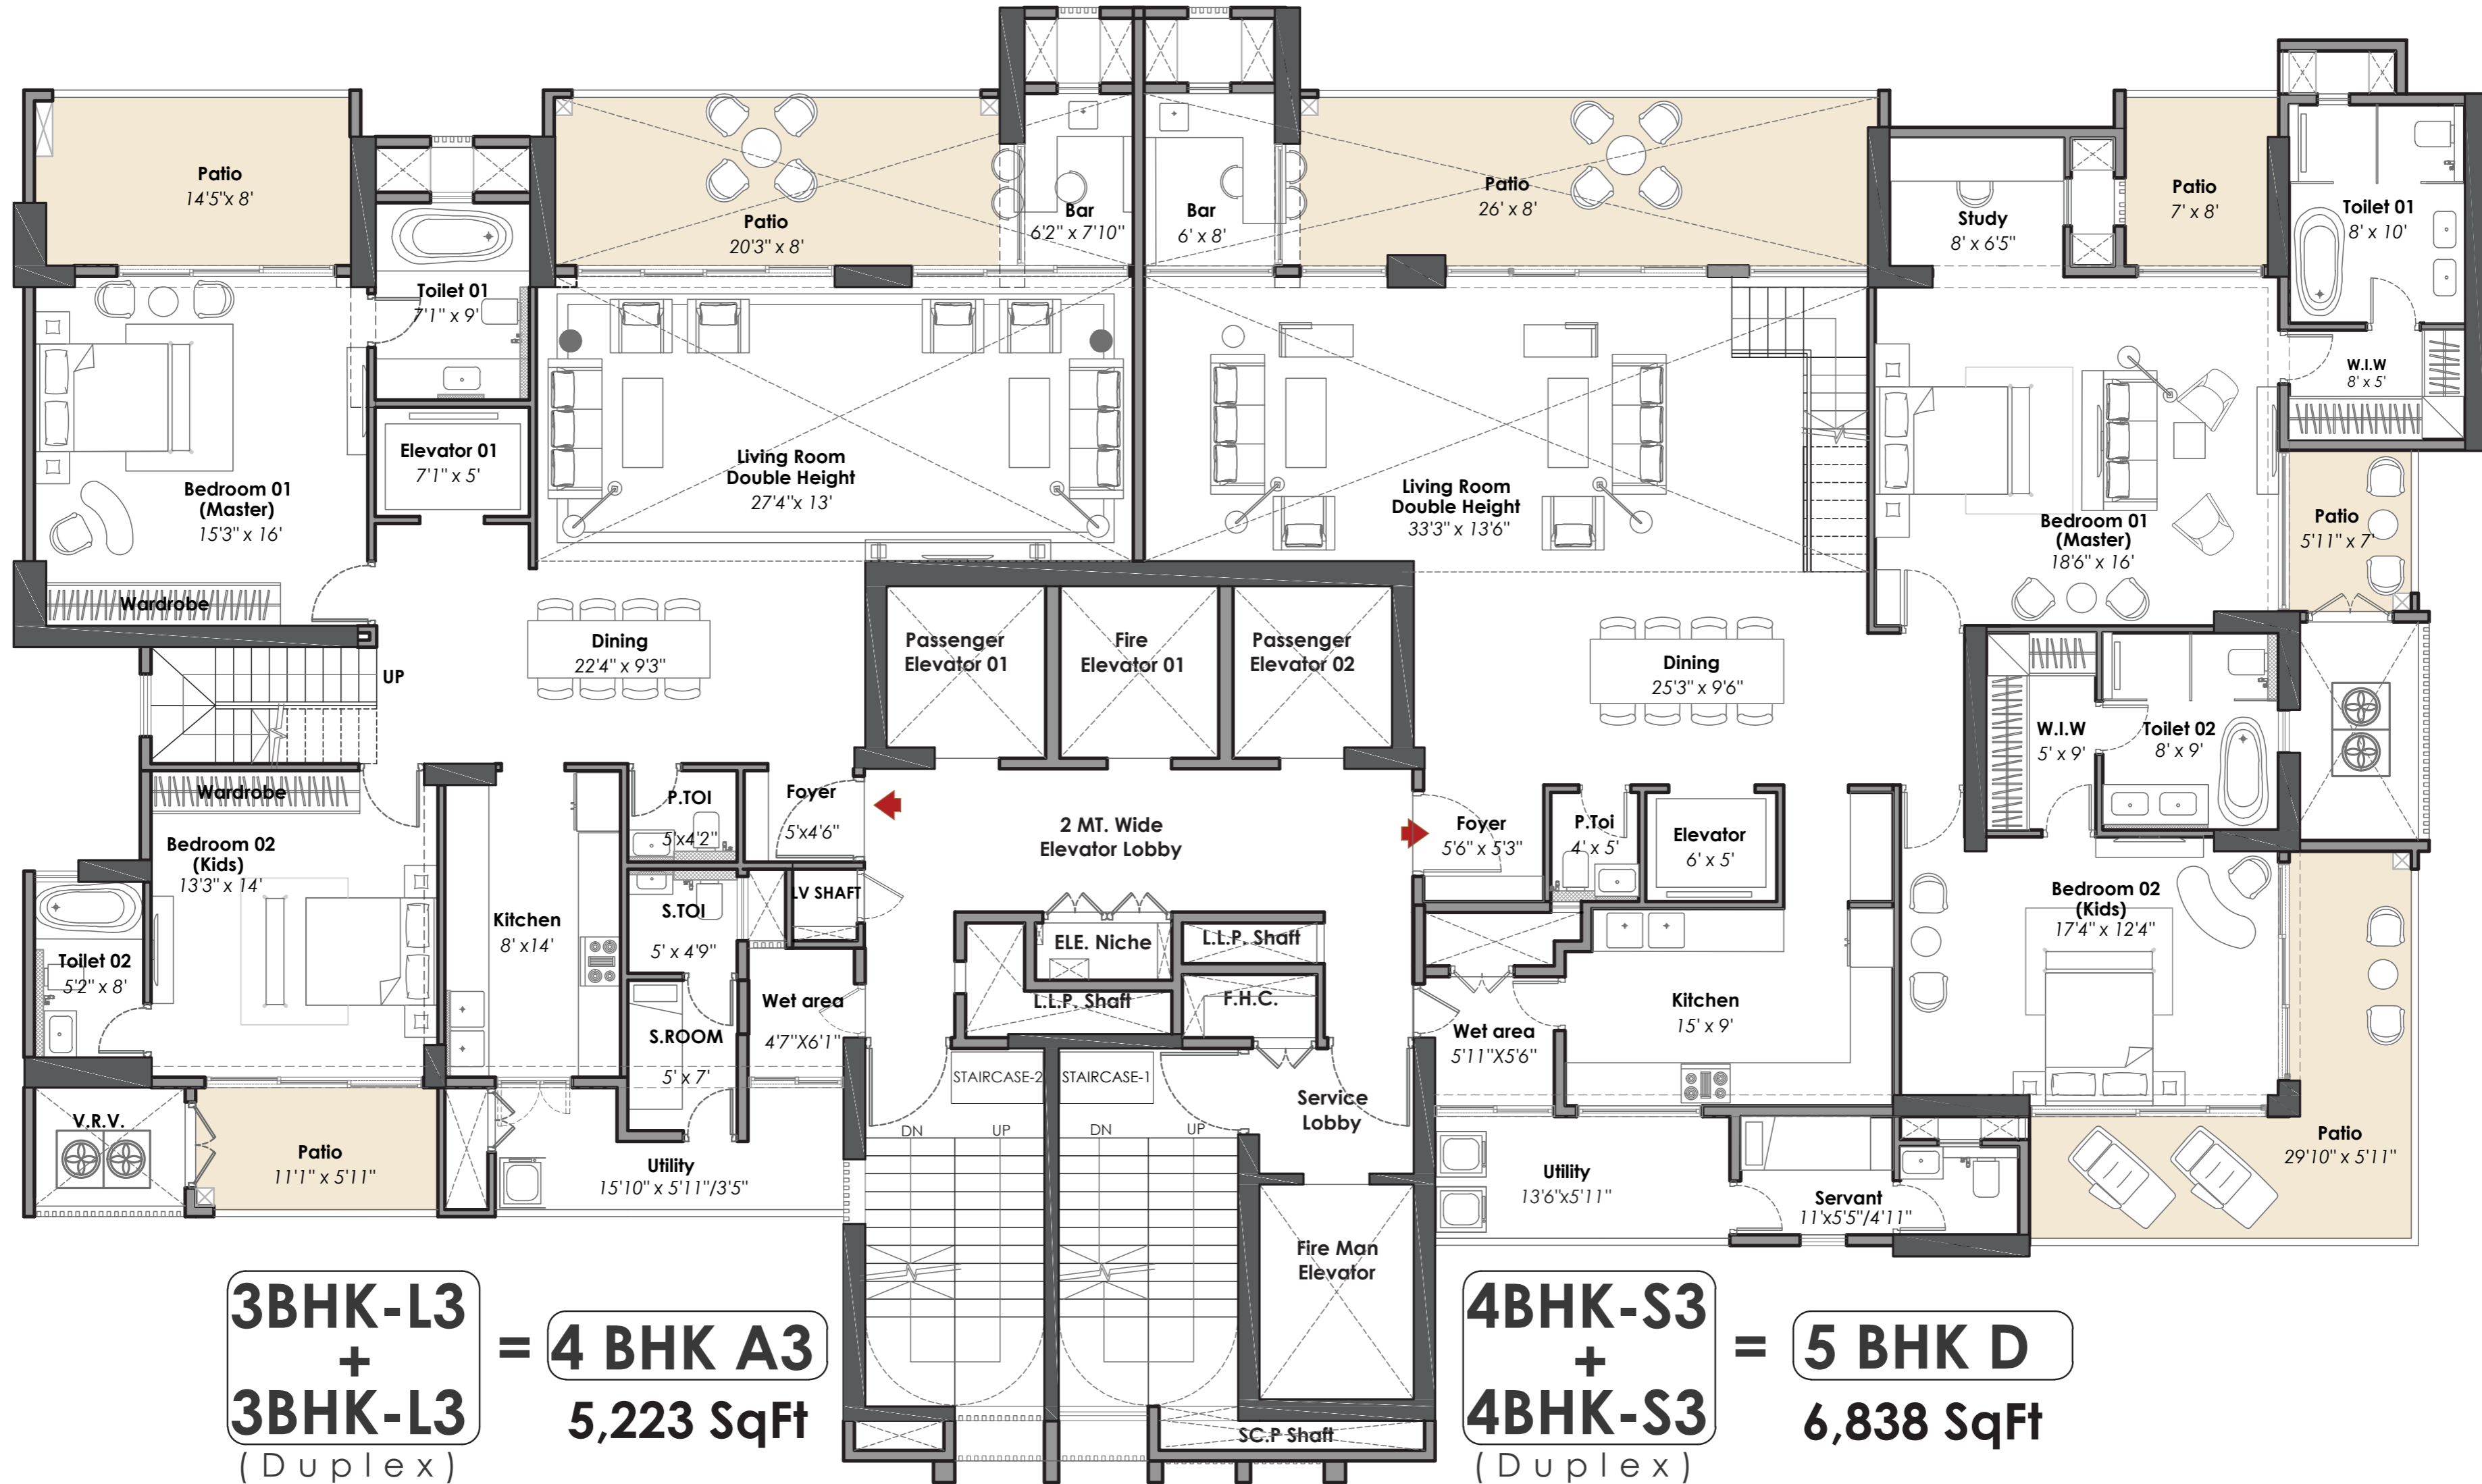 Patio
14'5"x 8'
Patio
20'3" x 8'
Bar
6'2" x 7'10"
Bar
6' x 8'
Patio
26' x 8'
Study
8' x 6'5"
Patio
7' x 8'
Toilet 01
8' x 10'
Toilet 01
7'1" x 9'
W.I.W
8' x 5'
Elevator 01
7'1" x 5'
Bedroom 01
(Master)
15'3" x 16'
Wardrobe
Living Room
Double Height
27'4"x 13'
Living Room
Double Height
33'3" x 13'6"
Bedroom 01
(Master)
18'6" x 16'
Patio
5'11" x 7'
UP
Dining
22'4" x 9'3"
Passenger
Elevator 01
Fire
Elevator 01
Passenger
Elevator 02
Dining
25'3" x 9'6"
W.I.W
5' x 9'
Toilet 02
8' x 9'
Wardrobe
Bedroom 02
(Kids)
13'3" x 14'
P.TOI
5'x4'2"
Foyer
5'x4'6"
2 MT. Wide
Elevator Lobby
Foyer
5'6" x 5'3"
P.Toi
4' x 5'
Elevator
6' x 5'
Bedroom 02
(Kids)
17'4" x 12'4"
LV SHAFT
Kitchen
8' x14'
S.TOI
5' x 4'9"
ELE. Niche
L.L.P. Shaft
Toilet 02
5'2" x 8'
Wet area
4'7"X6'1"
L.L.P. Shaft
F.H.C.
Wet area
5'11"X5'6"
Kitchen
15' x 9'
S.ROOM
5' x 7'
STAIRCASE-2
STAIRCASE-1
Service
Lobby
V.R.V.
Patio
11'1" x 5'11"
Utility
15'10" x 5'11"/3'5"
DN
UP
DN
UP
Utility
13'6"x5'11"
Servant
11'x5'5"/4'11"
Patio
29'10" x 5'11"
Fire Man
Elevator
SC.P Shaft
3BHK-L3
+
3BHK-L3
(Duplex)
= 4 BHK A3
5,223 SqFt
4BHK-S3
+
4BHK-S3
(Duplex)
= 5 BHK D
6,838 SqFt